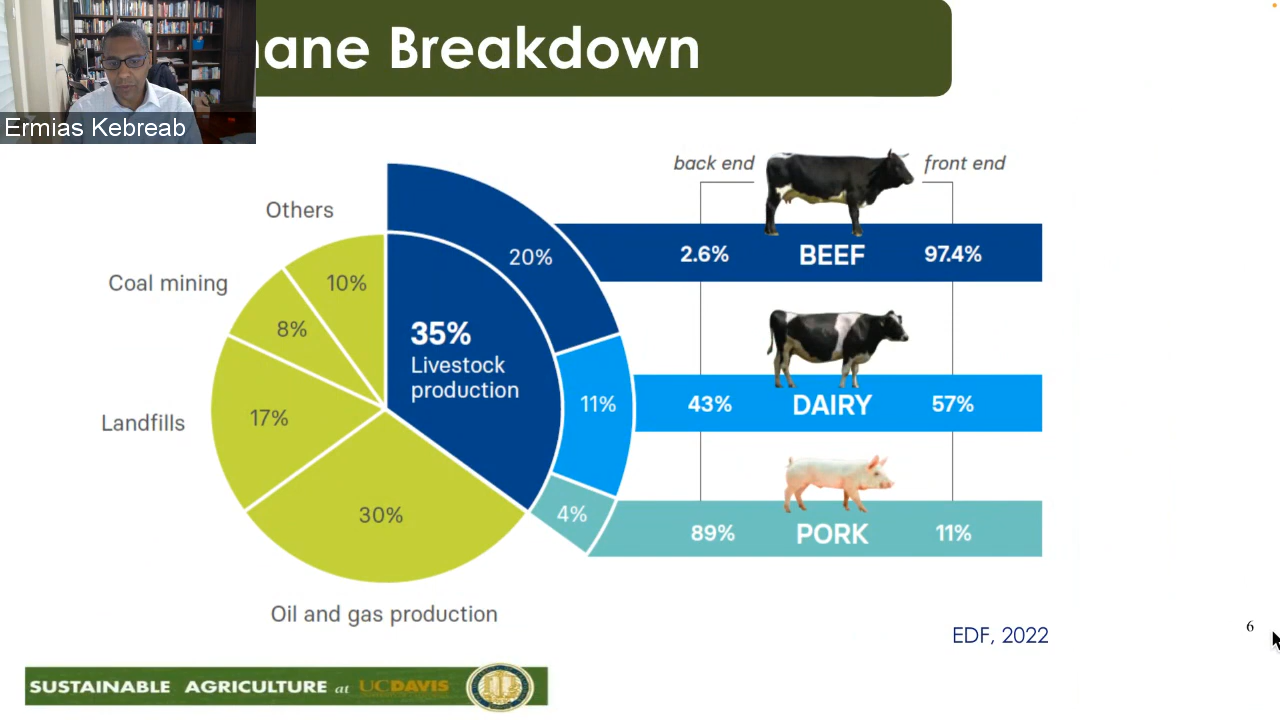 ane Breakdown
Ermias Kebreab
back end
front end
Others
20%
2.6%
BEEF
97.4%
Coal mining
10%
8%
35%
Livestock
production
11%
43%
DAIRY
57%
Landfills
17%
30%
4%
89%
PORK
11%
Oil and gas production
EDF, 2022
6
SUSTAINABLE AGRICULTURE at UCDAVIS